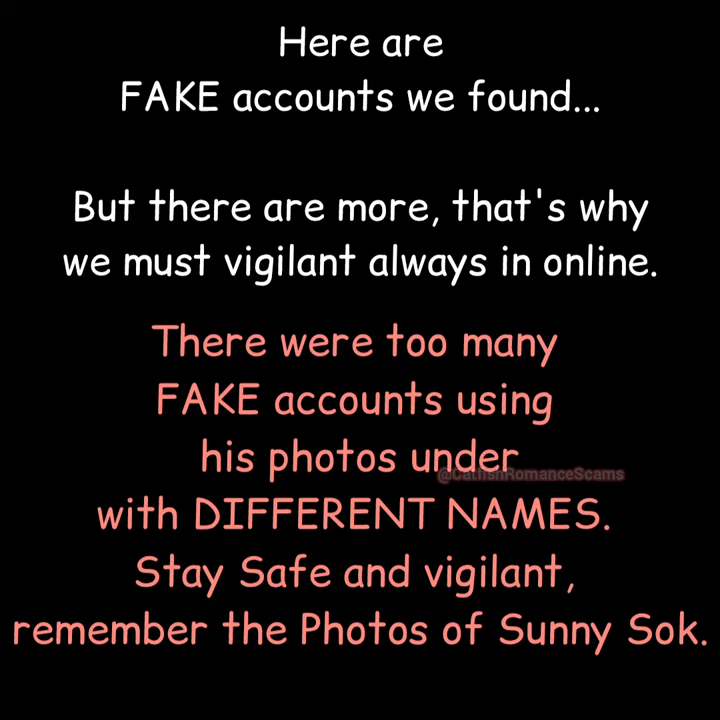 Here are
FAKE accounts we found...
But there are more, that's why
we must vigilant always in online.
There were too many
FAKE accounts using
his photos under
@CatfishRomanceScams
with DIFFERENT NAMES.
Stay Safe and vigilant,
remember the Photos of Sunny Sok.